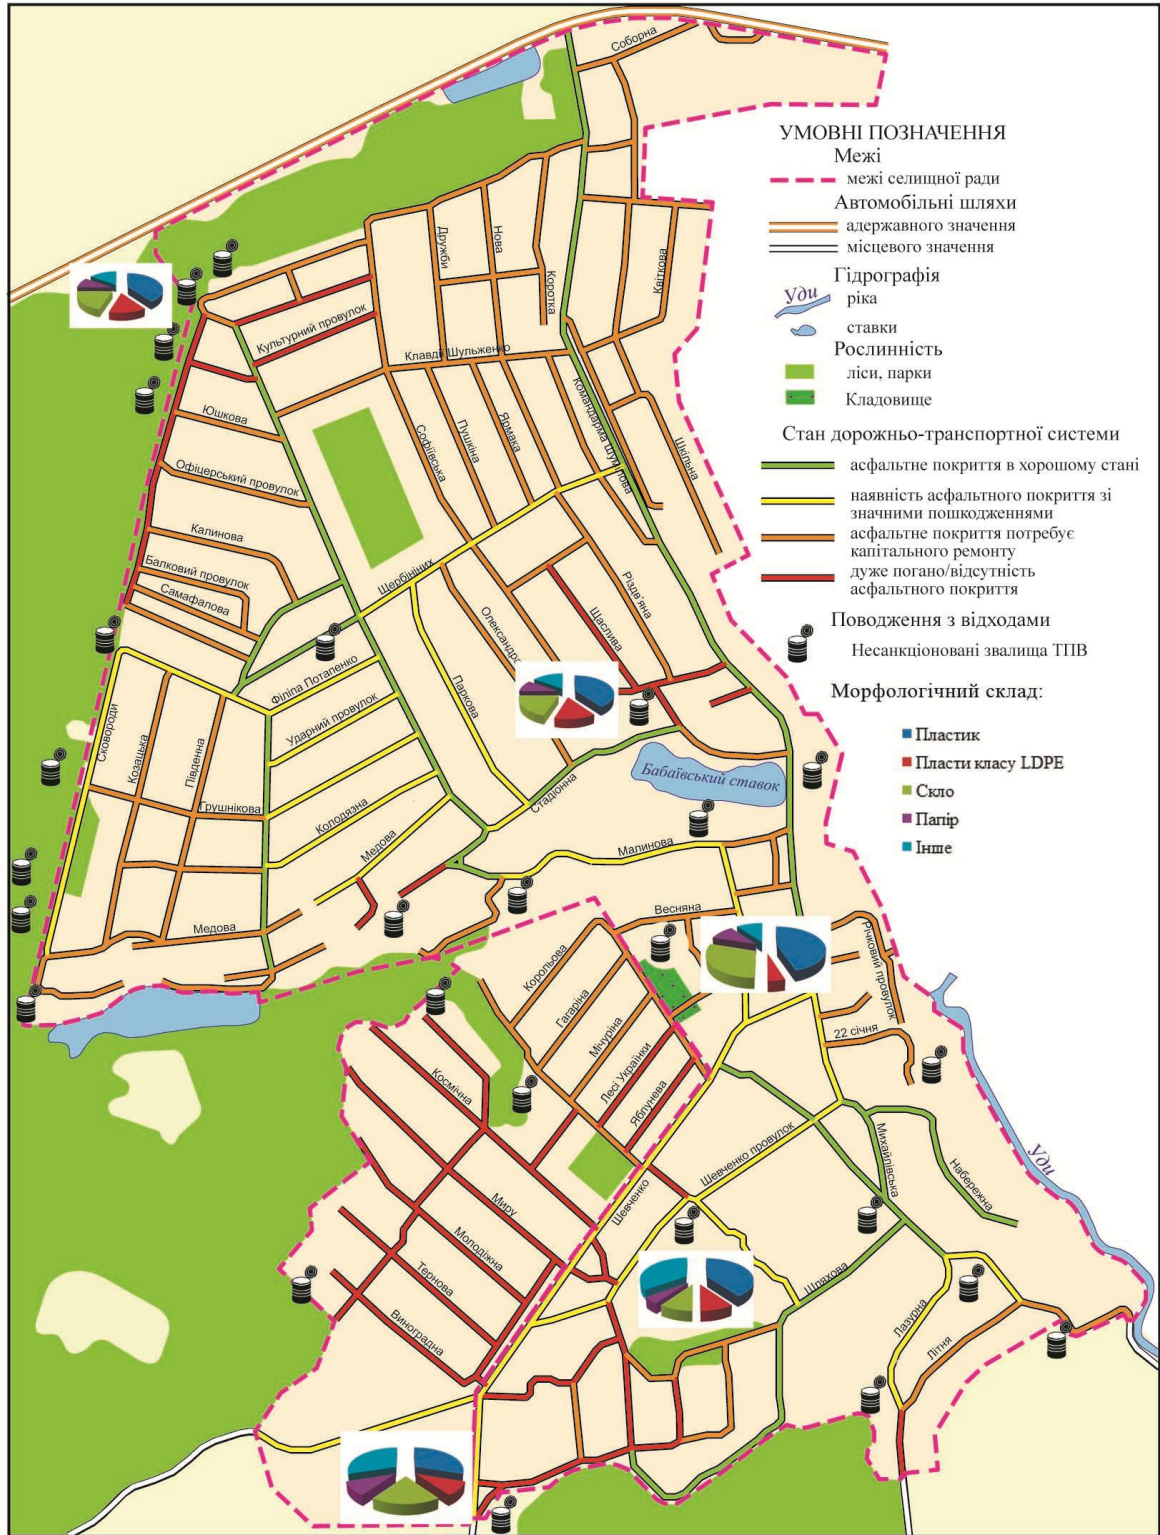 УМОВНІ ПОЗНАЧЕННЯ
Межі
межі селищної ради
Автомобільні шляхи
адержавного значення
місцевого значення
Гідрографія
Уди
ріка
ставки
Рослинність
ліси, парки
Кладовище
Стан дорожньо-транспортної системи
асфальтне покриття в хорошому стані
наявність асфальтного покриття зі
значними пошкодженнями
асфальтне покриття потребує
капітального ремонту
дуже погано/відсутність
асфальтного покриття
Поводження з відходами
Несанкціоновані звалища ТПВ
Морфологічний склад:
Пластик
Пласти класу LDPE
Скло
Папір
Інше
Соборна
Дружби
Нова
Коротка
Квіткова
Культурний провулок
Клавдії Шульженко
Юшкова
Софіївська
Пушкіна
Ярмака
Командарма Шумілова
Шкільна
Офіцерський провулок
Калинова
Балковий провулок
Самафалова
Щербініних
Різдв'яна
Щаслива
Філіпа Потапенко
Паркова
Ударний провулок
Сковороди
Козацька
Південна
Грушнікова
Колодязна
Медова
Стадіонна
Бабаївський ставок
Малинова
Медова
Весняна
Корольова
Гагаріна
Мічуріна
Лесі Українки
Яблунева
Річковий провулок
22 січня
Космічна
Шевченко провулок
Михайлівська
Набережна
Уди
Миру
Шевченко
Молодіжна
Тернова
Виноградна
Шляхова
Лазурна
Літня